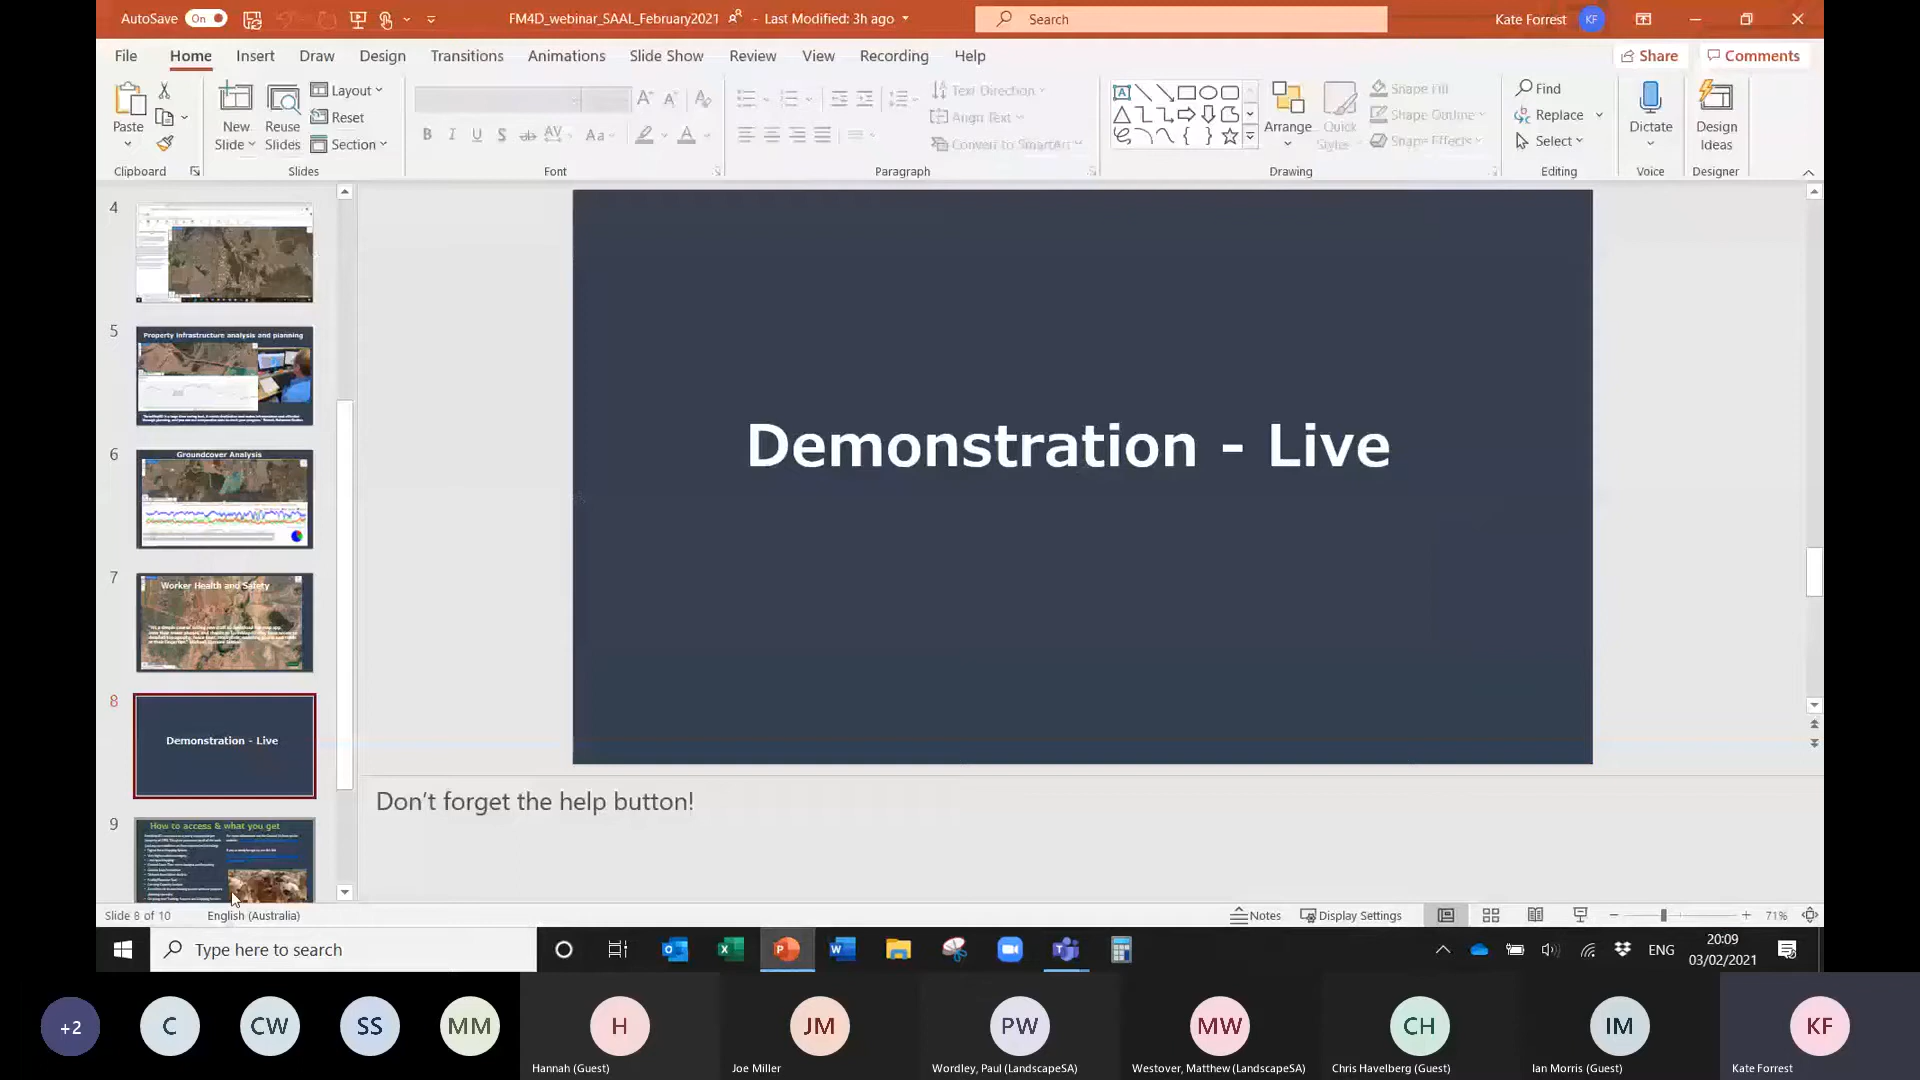 AutoSave On FM4D_webinar_SAAL_February2021 - Last Modified: 3h ago Search Kate Forrest KF
File Home Insert Draw Design Transitions Animations Slide Show Review View Recording Help Share Comments
Paste
New Slide
Reuse Slides
Layout
Reset
Section
B I U S ab AV Aa A
A A
Text Direction
Align Text
Convert to SmartArt
Arrange
Quick Styles
Shape Fill
Shape Outline
Shape Effects
Find
Replace
Select
Dictate
Design Ideas
Clipboard Slides Font Paragraph Drawing Editing Voice Designer
4
5
Property infrastructure analysis and planning
6
Groundcover Analysis
7
Worker Health and Safety
8
Demonstration - Live
9
How to access & what you get
Demonstration - Live
Don't forget the help button!
Slide 8 of 10 English (Australia) Notes Display Settings 71%
Type here to search ENG 20:09
03/02/2021
+2 C CW SS MM H JM PW MW CH IM KF
Hannah (Guest) Joe Miller Wordley, Paul (LandscapeSA) Westover, Matthew (LandscapeSA) Chris Havelberg (Guest) Ian Morris (Guest) Kate Forrest